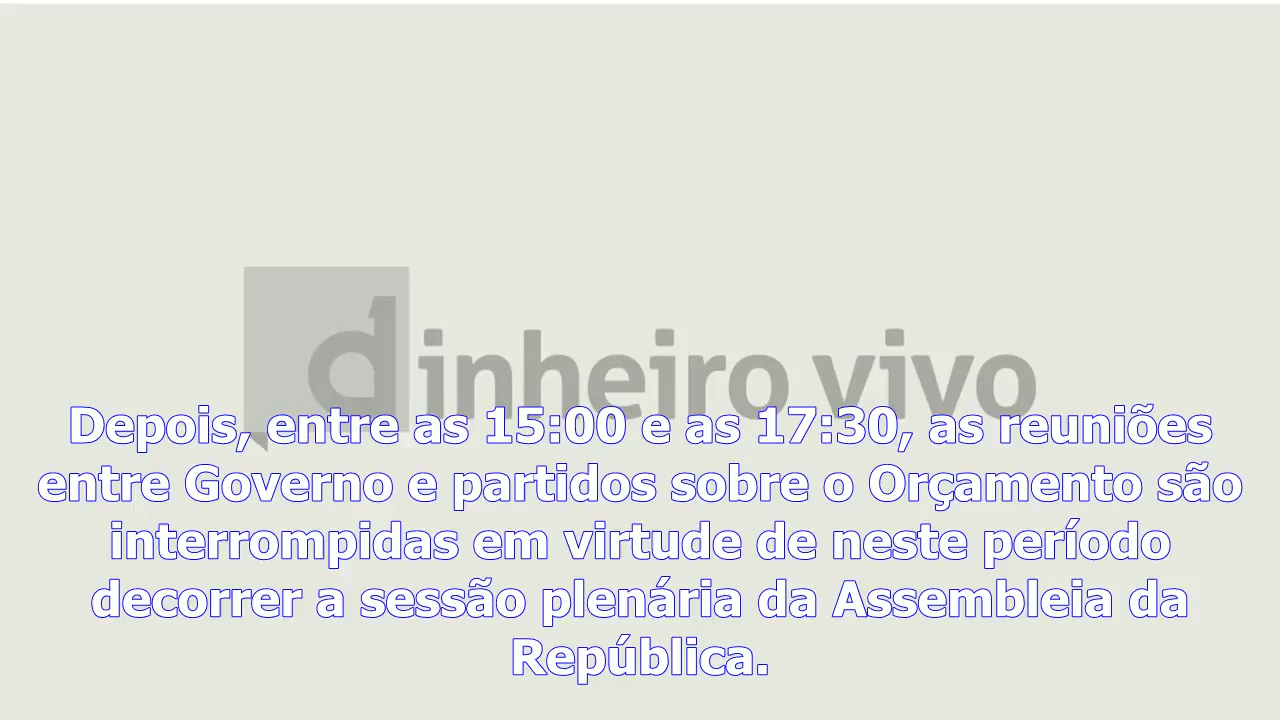 dinheiro vivo
Depois, entre as 15:00 e as 17:30, as reuniões
entre Governo e partidos sobre o Orçamento são
interrompidas em virtude de neste período
decorrer a sessão plenária da Assembleia da
República.